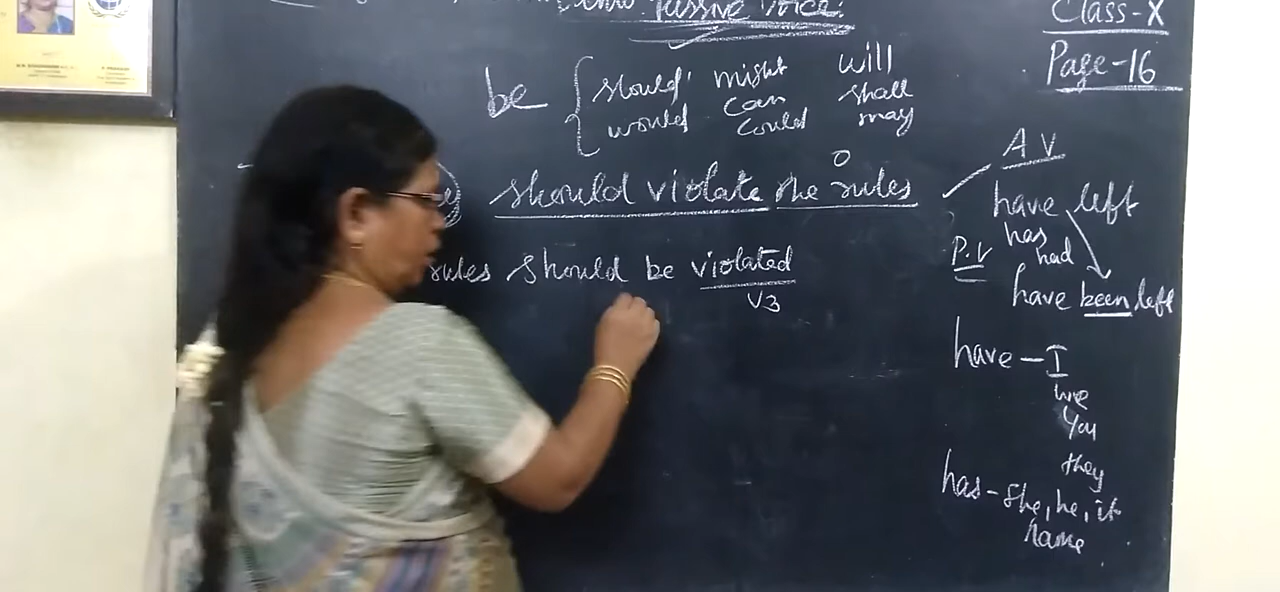 Passive Voice.
Class-X
Page-16
be { should might will
would can shall
could may
O
should violate the rules
rules should be violated
V3
A V
have left
has
had
P.V
have been left
have - I
we
You
they
has - she, he, it
Name